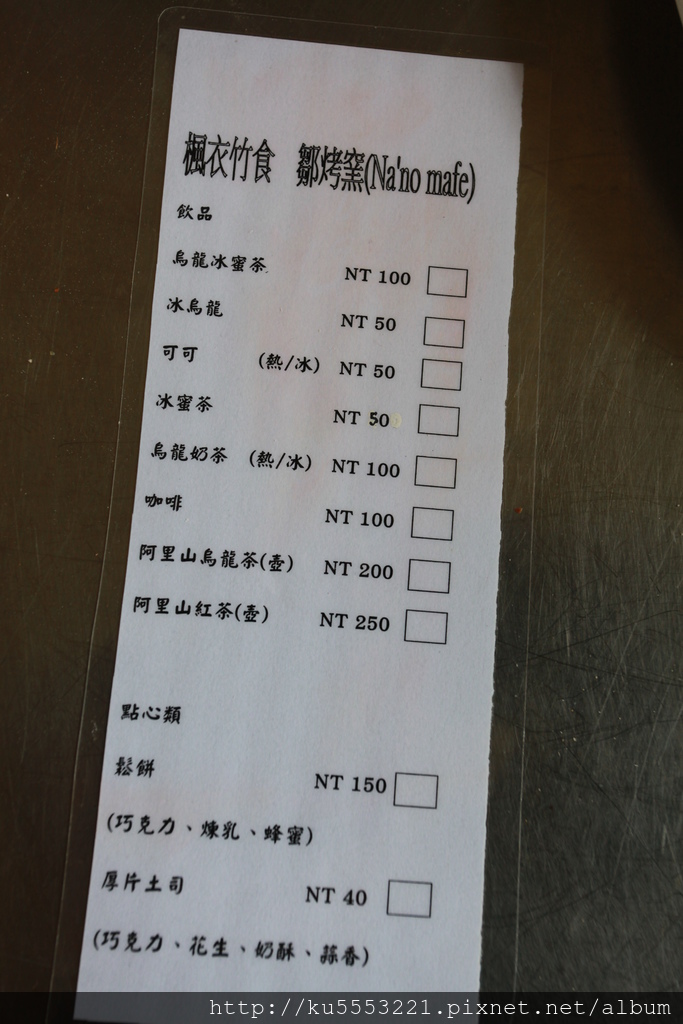 楓衣竹食 鄒烤窯(Na'no mafe)
飲品
烏龍冰蜜茶 NT 100
冰烏龍 NT 50
可可 (熱/冰) NT 50
冰蜜茶 NT 50
烏龍奶茶 (熱/冰) NT 100
咖啡 NT 100
阿里山烏龍茶(壺) NT 200
阿里山紅茶(壺) NT 250
點心類
鬆餅 NT 150
(巧克力、煉乳、蜂蜜)
厚片土司 NT 40
(巧克力、花生、奶酥、蒜香)
http://ku5553221.pixnet.net/album